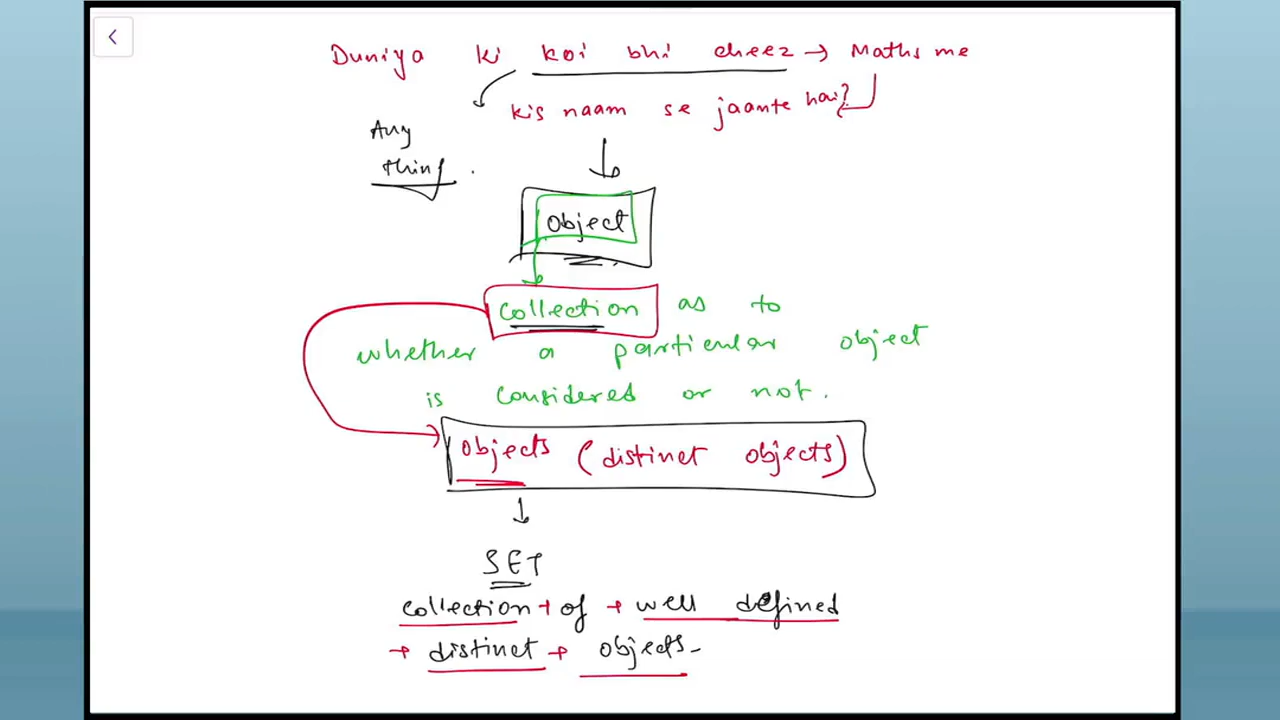 Duniya ki koi bhi cheez → Maths me
kis naam se jaante hai?
Any
thing.
object
collection as to
whether a particular object
is considered or not.
objects (distinct objects)
SET
collection + of + well defined
+ distinct + objects-